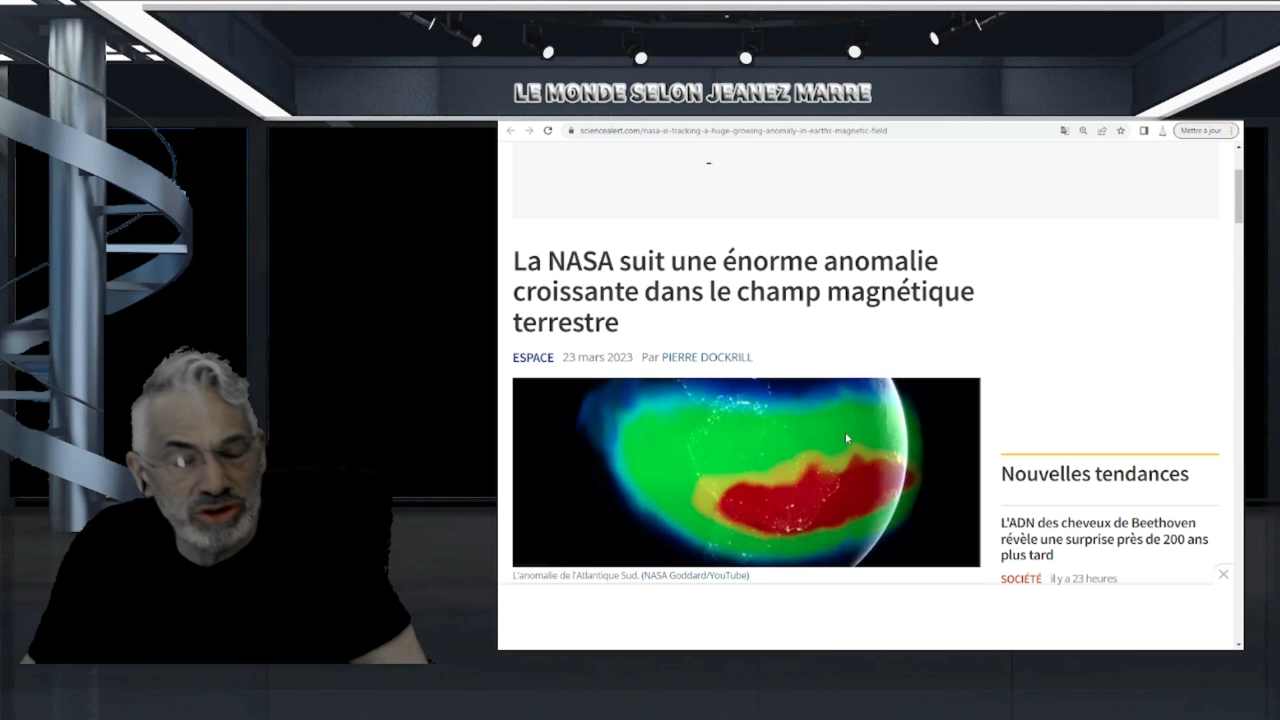 LE MONDE SELON JEANEZ MARRE
sciencealert.com/nasa-is-tracking-a-huge-growing-anomaly-in-earths-magnetic-field
Mettre à jour
La NASA suit une énorme anomalie
croissante dans le champ magnétique
terrestre
ESPACE 23 mars 2023 Par PIERRE DOCKRILL
L'anomalie de l'Atlantique Sud. (NASA Goddard/YouTube)
Nouvelles tendances
L'ADN des cheveux de Beethoven
révèle une surprise près de 200 ans
plus tard
SOCIÉTÉ il y a 23 heures